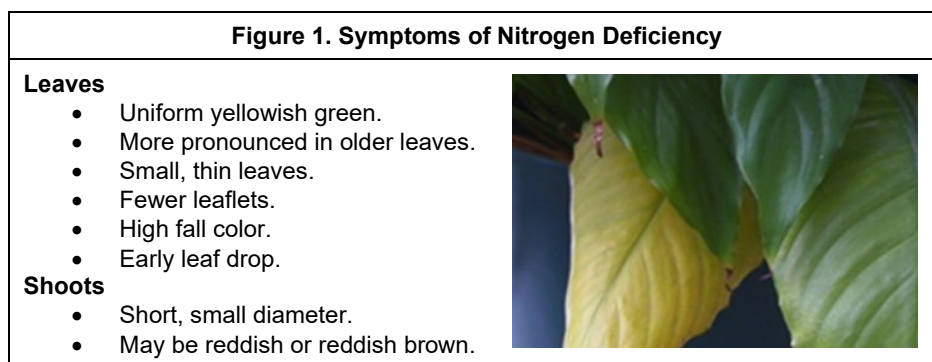 Figure 1. Symptoms of Nitrogen Deficiency
Leaves
• Uniform yellowish green.
• More pronounced in older leaves.
• Small, thin leaves.
• Fewer leaflets.
• High fall color.
• Early leaf drop.
Shoots
• Short, small diameter.
• May be reddish or reddish brown.